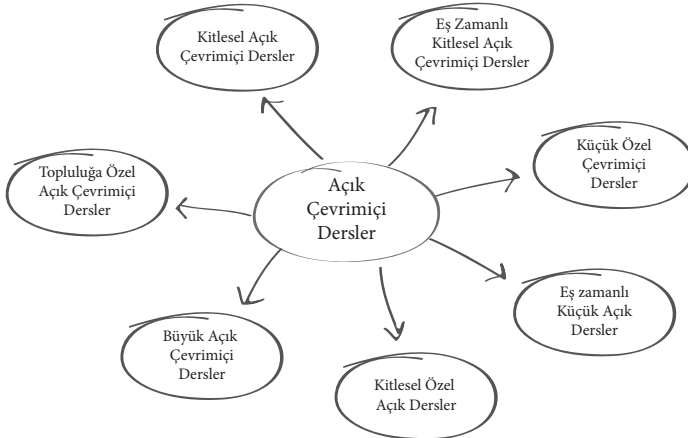 Kitlesel Açık
Çevrimiçi Dersler
Eş Zamanlı
Kitlesel Açık
Çevrimiçi Dersler
Topluluğa Özel
Açık Çevrimiçi
Dersler
Açık
Çevrimiçi
Dersler
Küçük Özel
Çevrimiçi
Dersler
Büyük Açık
Çevrimiçi
Dersler
Kitlesel Özel
Açık Dersler
Eş zamanlı
Küçük Açık
Dersler